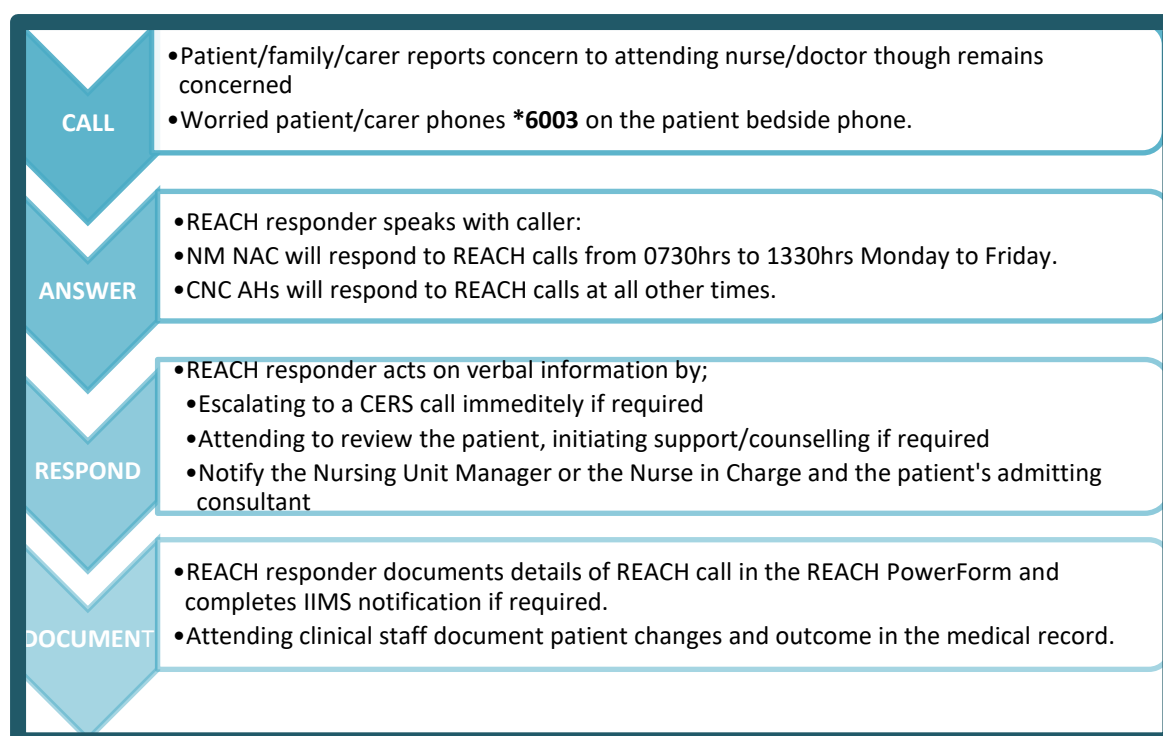 CALL
•Patient/family/carer reports concern to attending nurse/doctor though remains
concerned
•Worried patient/carer phones *6003 on the patient bedside phone.
ANSWER
•REACH responder speaks with caller:
•NM NAC will respond to REACH calls from 0730hrs to 1330hrs Monday to Friday.
•CNC AHs will respond to REACH calls at all other times.
RESPOND
•REACH responder acts on verbal information by;
•Escalating to a CERS call immeditely if required
•Attending to review the patient, initiating support/counselling if required
•Notify the Nursing Unit Manager or the Nurse in Charge and the patient's admitting
consultant
DOCUMENT
•REACH responder documents details of REACH call in the REACH PowerForm and
completes IIMS notification if required.
•Attending clinical staff document patient changes and outcome in the medical record.